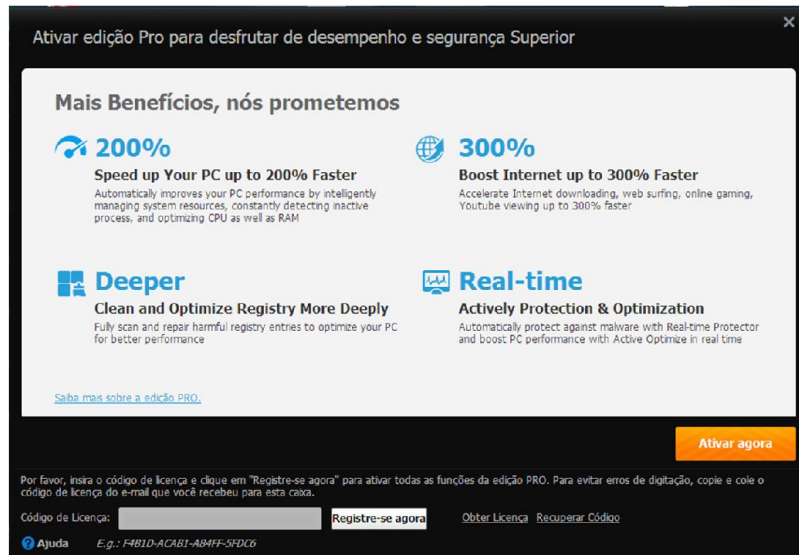 Ativar edição Pro para desfrutar de desempenho e segurança Superior
Mais Benefícios, nós prometemos
200%
Speed up Your PC up to 200% Faster
Automatically improves your PC performance by intelligently
managing system resources, constantly detecting inactive
process, and optimizing CPU as well as RAM
300%
Boost Internet up to 300% Faster
Accelerate Internet downloading, web surfing, online gaming,
Youtube viewing up to 300% faster
Deeper
Clean and Optimize Registry More Deeply
Fully scan and repair harmful registry entries to optimize your PC
for better performance
Real-time
Actively Protection & Optimization
Automatically protect against malware with Real-time Protector
and boost PC performance with Active Optimize in real time
Saiba mais sobre a edição PRO.
Ativar agora
Por favor, insira o código de licença e clique em "Registre-se agora" para ativar todas as funções da edição PRO. Para evitar erros de digitação, copie e cole o
código de licença do e-mail que você recebeu para esta caixa.
Código de Licença:
Registre-se agora
Obter Licença
Recuperar Código
Ajuda
E.g.: F4B1D-ACAB1-A84FF-5FDC6